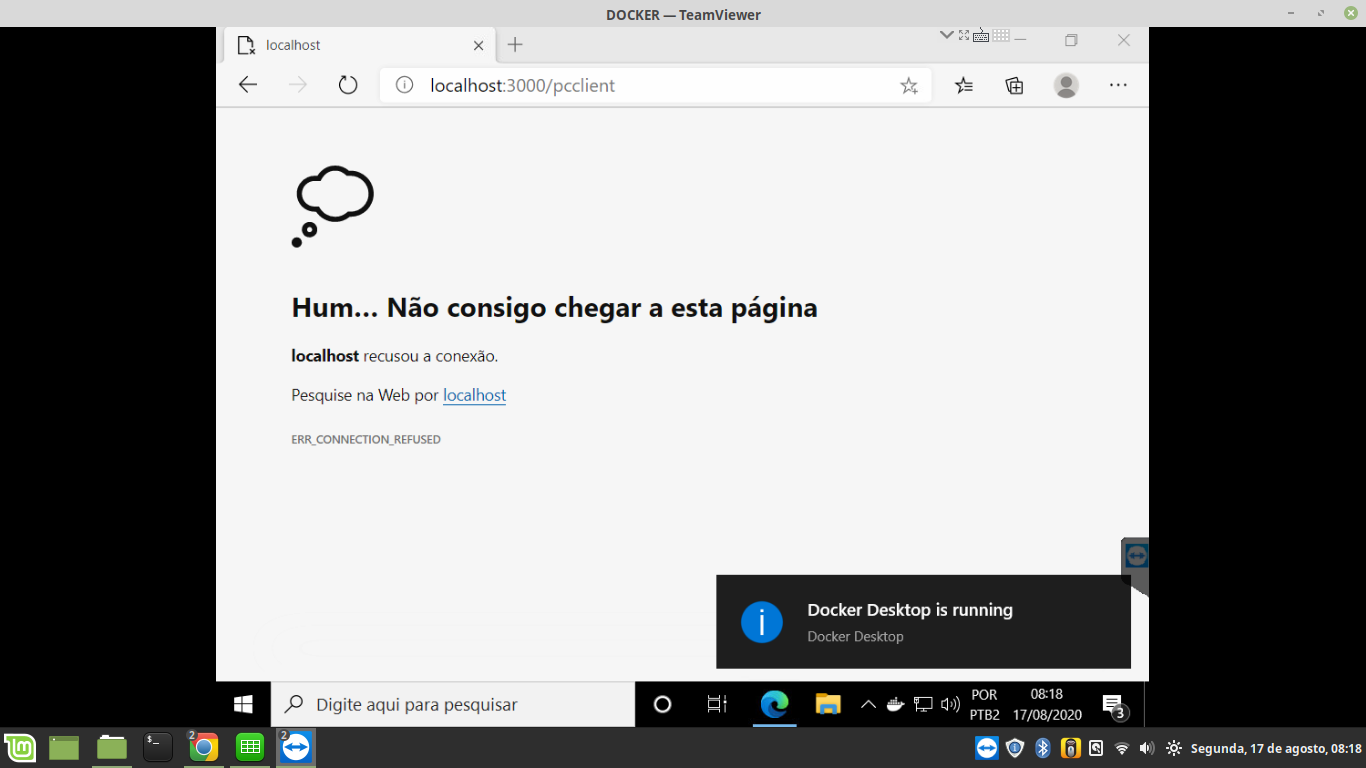 DOCKER — TeamViewer
localhost
localhost:3000/pcclient
Hum... Não consigo chegar a esta página
localhost recusou a conexão.
Pesquise na Web por localhost
ERR_CONNECTION_REFUSED
Docker Desktop is running
Docker Desktop
Digite aqui para pesquisar
POR
PTB2
08:18
17/08/2020
3
2
2
Segunda, 17 de agosto, 08:18